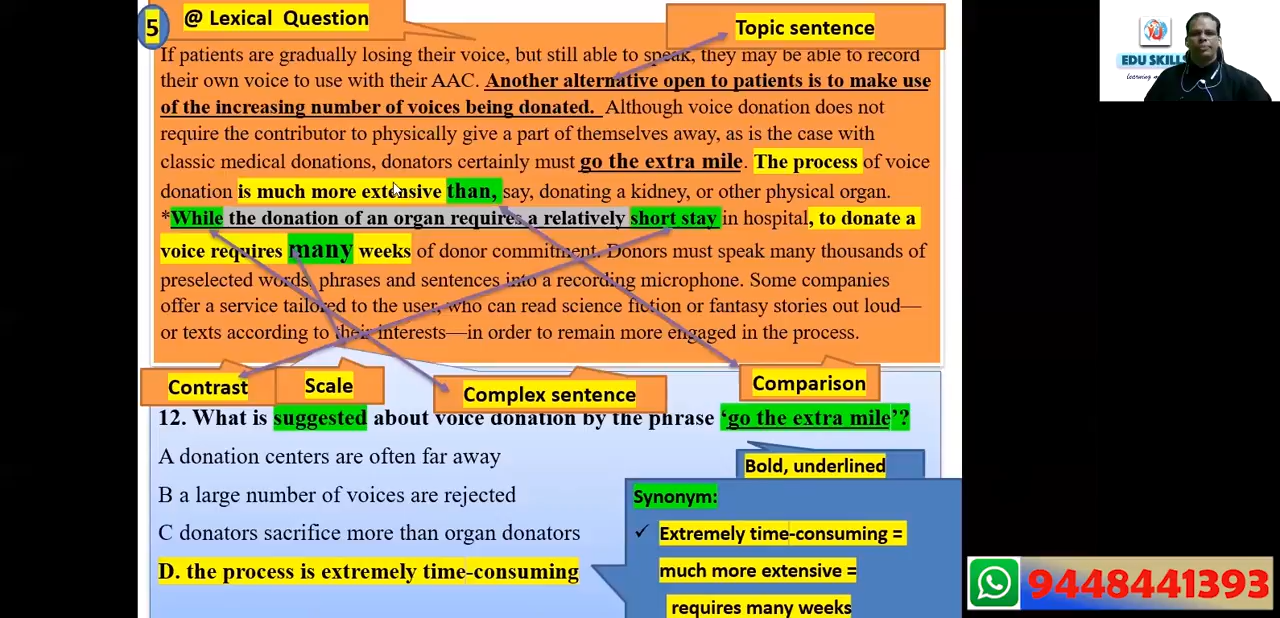 5
@ Lexical Question
Topic sentence
If patients are gradually losing their voice, but still able to speak, they may be able to record
their own voice to use with their AAC. Another alternative open to patients is to make use
of the increasing number of voices being donated. Although voice donation does not
require the contributor to physically give a part of themselves away, as is the case with
classic medical donations, donators certainly must go the extra mile. The process of voice
donation is much more extensive than, say, donating a kidney, or other physical organ.
*While the donation of an organ requires a relatively short stay in hospital, to donate a
voice requires many weeks of donor commitment. Donors must speak many thousands of
preselected words, phrases and sentences into a recording microphone. Some companies
offer a service tailored to the user, who can read science fiction or fantasy stories out loud—
or texts according to their interests—in order to remain more engaged in the process.
Contrast
Scale
Complex sentence
Comparison
12. What is suggested about voice donation by the phrase ‘go the extra mile’?
A donation centers are often far away
B a large number of voices are rejected
C donators sacrifice more than organ donators
D. the process is extremely time-consuming
Bold, underlined
Synonym:
✓ Extremely time-consuming =
much more extensive =
requires many weeks
EDU SKILLS
9448441393